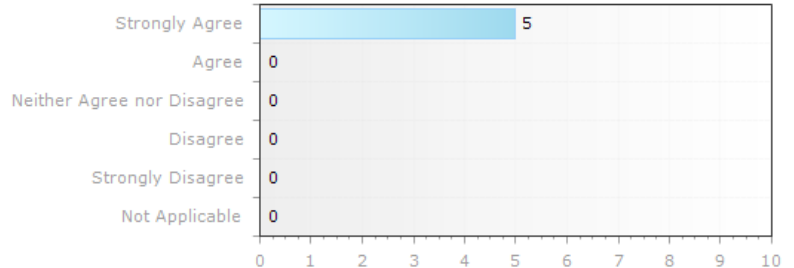 Strongly Agree 5
Agree 0
Neither Agree nor Disagree 0
Disagree 0
Strongly Disagree 0
Not Applicable 0
0 1 2 3 4 5 6 7 8 9 10